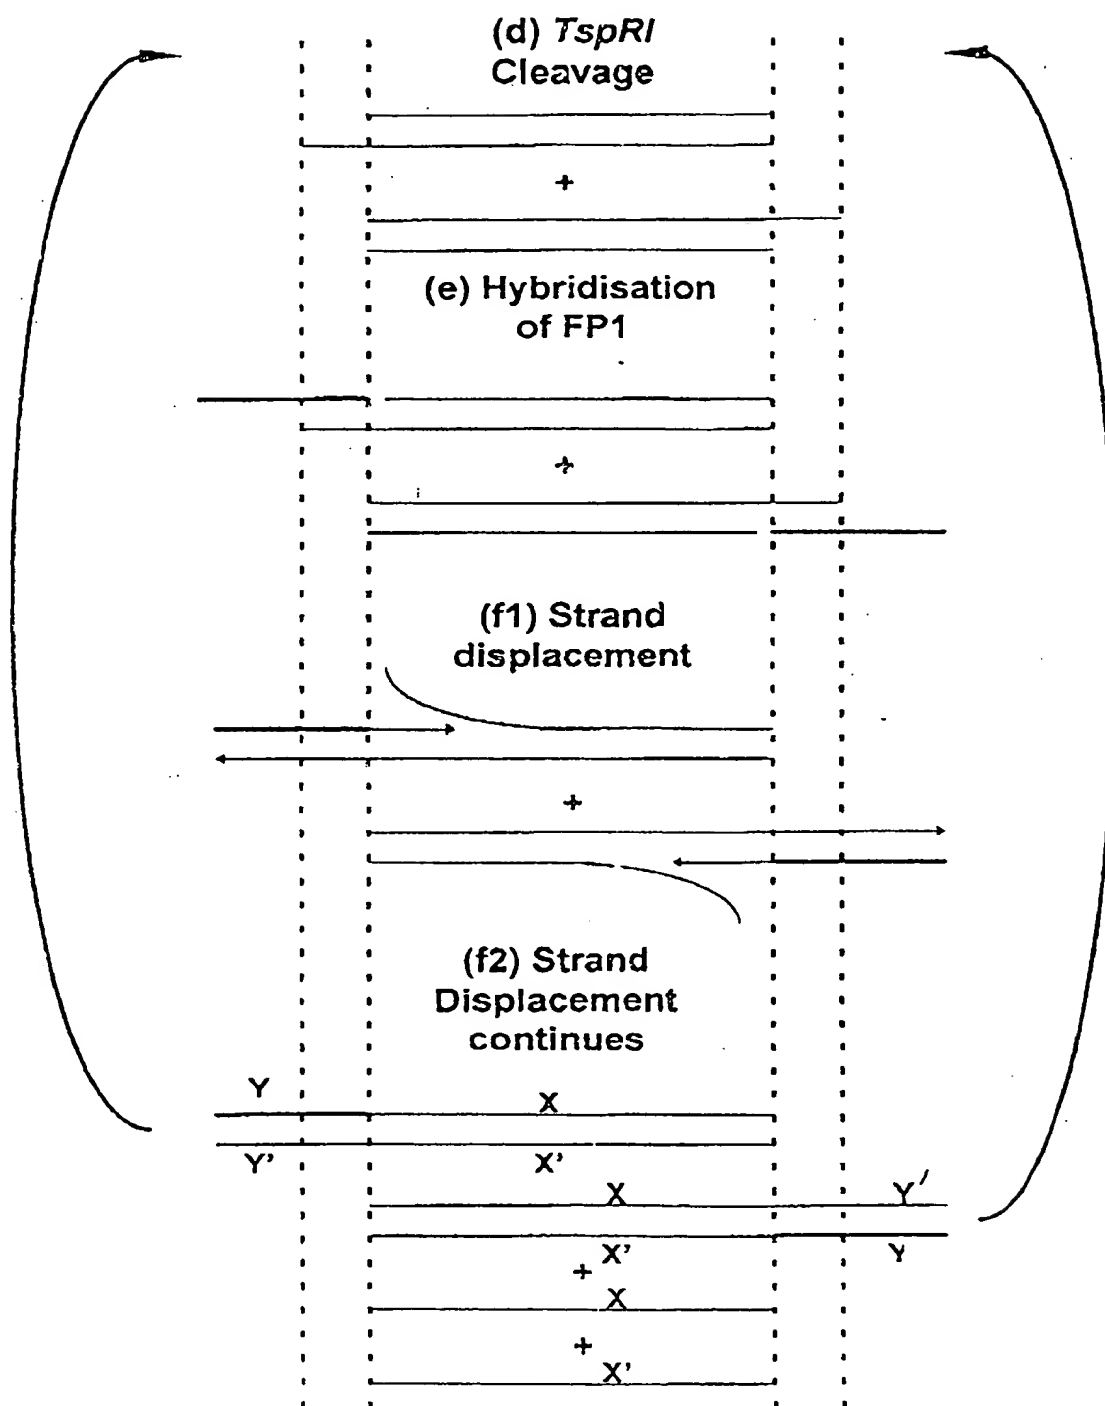 (d) TspRI
Cleavage
+
(e) Hybridisation
of FP1
+
(f1) Strand
displacement
+
(f2) Strand
Displacement
continues
Y X
Y' X'
X Y'
X' Y
+
X
+
X'